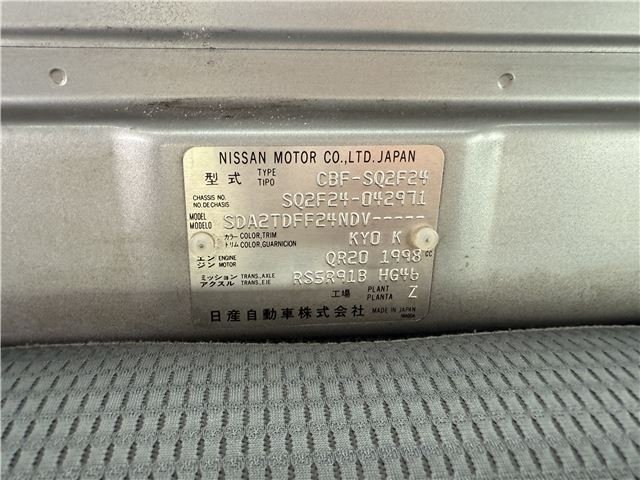 NISSAN MOTOR CO.,LTD. JAPAN
型式 TYPE TIPO CBF-SQ2F24
CHASSIS NO. NO.DE CHASIS SQ2F24-042971
MODEL MODELO SDA2TDFF24NDV-----
カラー COLOR,TRIM トリム COLOR,GUARNICION KY0 K
エンジン ENGINE MOTOR QR20 1998 cc
ミッション TRANS.,AXLE アクスル TRANS.,EJE RS5R91B HG46
工場 PLANT PLANTA Z
日産自動車株式会社 MADE IN JAPAN